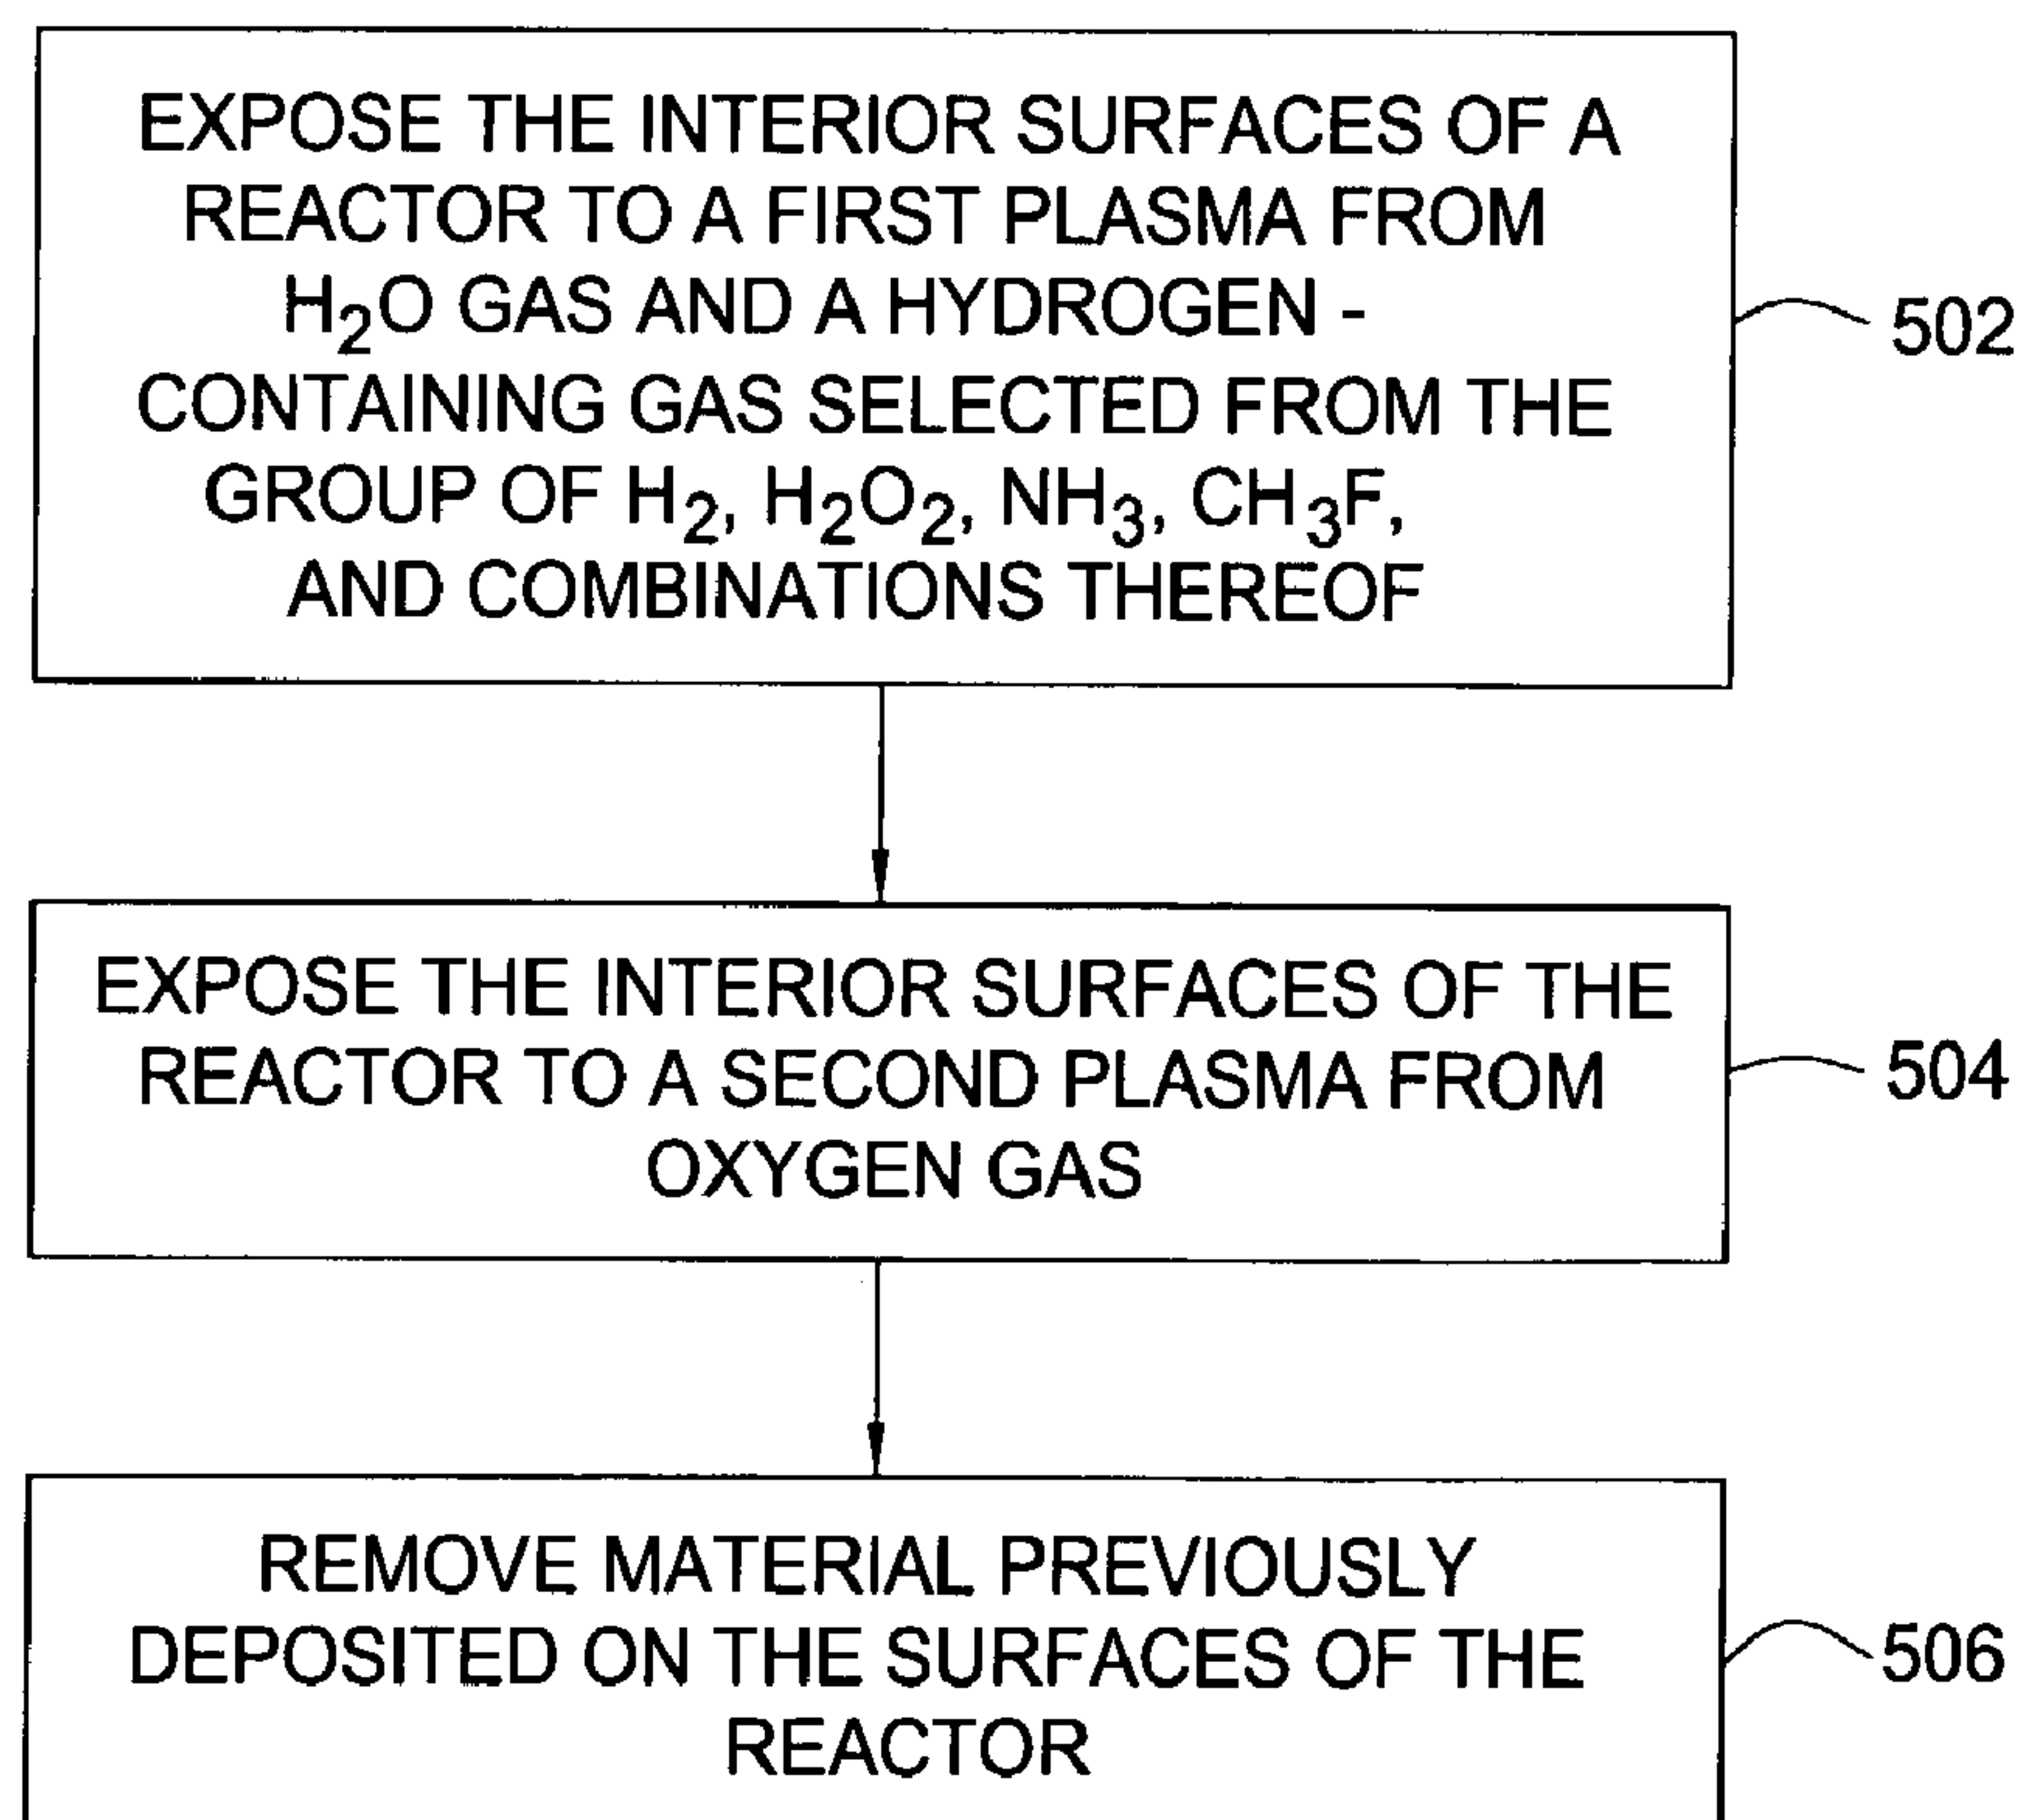 EXPOSE THE INTERIOR SURFACES OF A
REACTOR TO A FIRST PLASMA FROM
H₂O GAS AND A HYDROGEN -
CONTAINING GAS SELECTED FROM THE
GROUP OF H₂, H₂O₂, NH₃, CH₃F,
AND COMBINATIONS THEREOF
502
EXPOSE THE INTERIOR SURFACES OF THE
REACTOR TO A SECOND PLASMA FROM
OXYGEN GAS
504
REMOVE MATERIAL PREVIOUSLY
DEPOSITED ON THE SURFACES OF THE
REACTOR
506